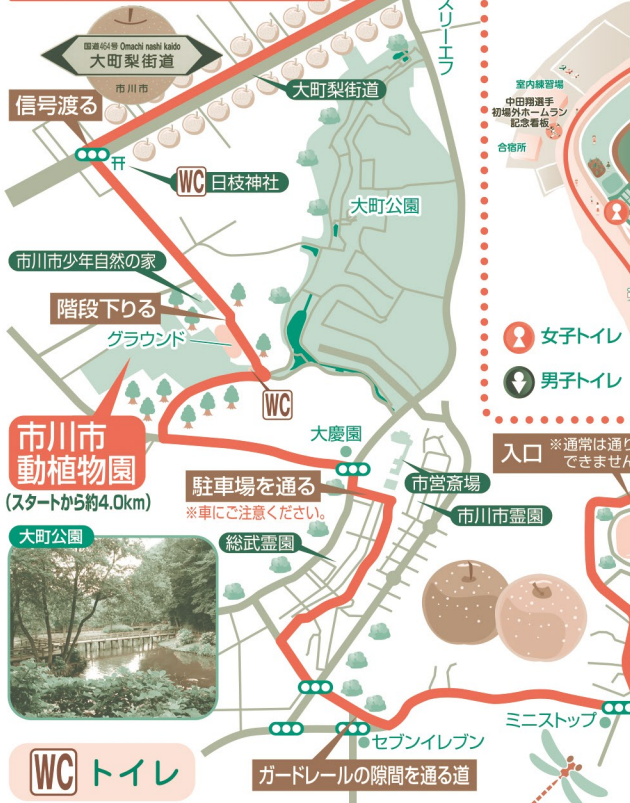 スリーエフ
国道464号 Omachi nashi kaido
大町梨街道
市川市
大町梨街道
信号渡る
WC 日枝神社
大町公園
市川市少年自然の家
階段下りる
グラウンド
WC
市川市
動植物園
(スタートから約4.0km)
大町公園
大慶園
駐車場を通る
※車にご注意ください。
市営斎場
市川市霊園
総武霊園
セブンイレブン
ミニストップ
ガードレールの隙間を通る道
WC トイレ
室内練習場
中田翔選手
初場外ホームラン
記念看板
合宿所
女子トイレ
男子トイレ
入口 ※通常は通り
できません